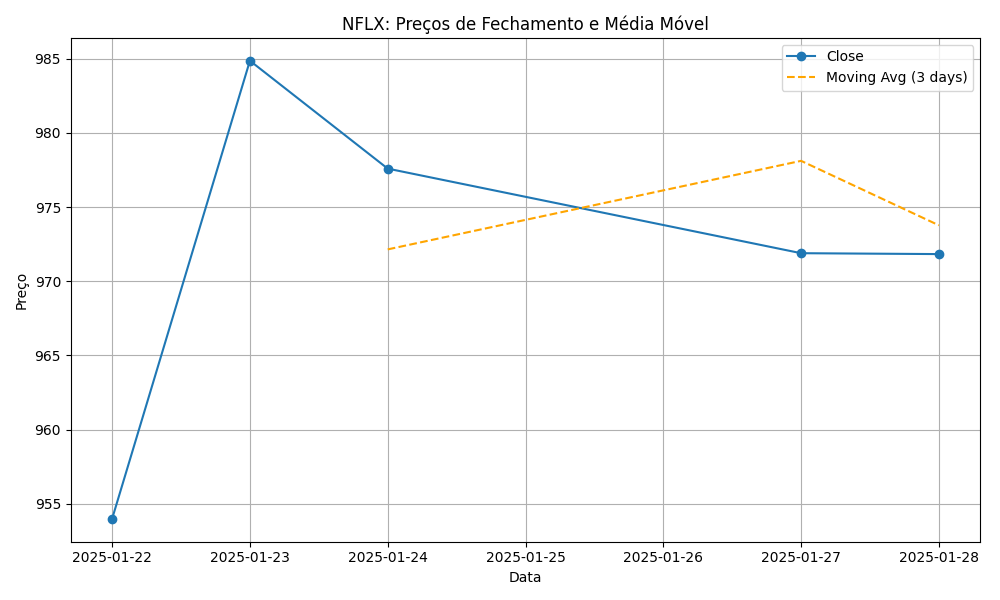 NFLX: Preços de Fechamento e Média Móvel
Close
Moving Avg (3 days)
985
980
975
970
965
960
955
Preço
2025-01-22
2025-01-23
2025-01-24
2025-01-25
2025-01-26
2025-01-27
2025-01-28
Data